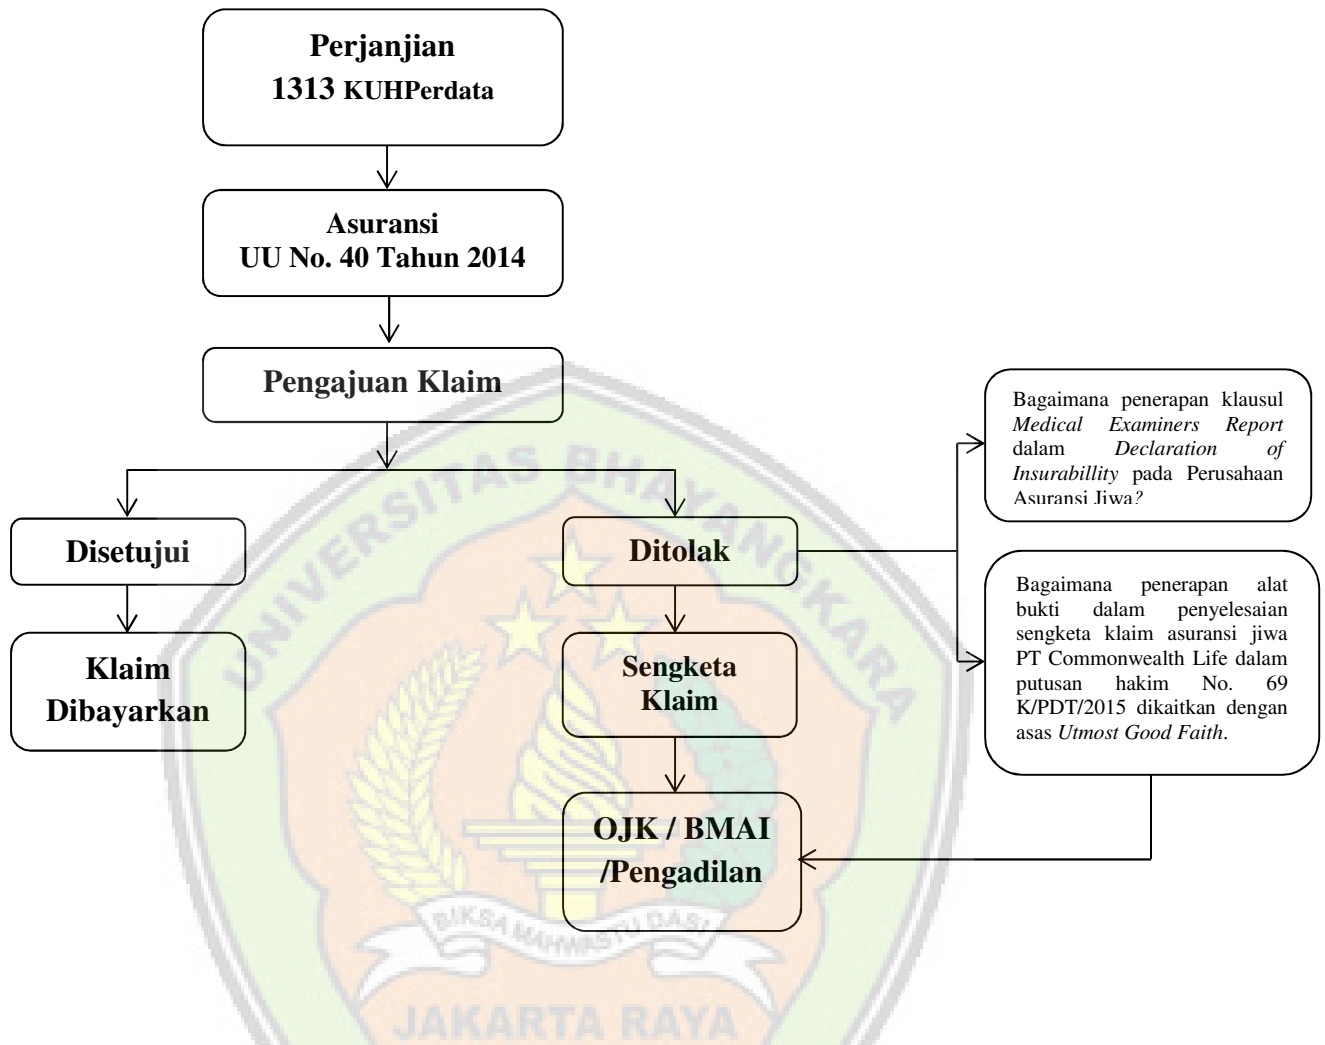 Perjanjian
1313 KUHPerdata
Asuransi
UU No. 40 Tahun 2014
Pengajuan Klaim
Disetujui
Ditolak
Klaim
Dibayarkan
Sengketa
Klaim
OJK / BMAI
/Pengadilan
Bagaimana penerapan klausul
Medical Examiners Report
dalam Declaration of
Insurabillity pada Perusahaan
Asuransi Jiwa?
Bagaimana penerapan alat
bukti dalam penyelesaian
sengketa klaim asuransi jiwa
PT Commonwealth Life dalam
putusan hakim No. 69
K/PDT/2015 dikaitkan dengan
asas Utmost Good Faith.
UNIVERSITAS BHAYANGKARA
BIKSA MAHWASTU DASI
JAKARTA RAYA